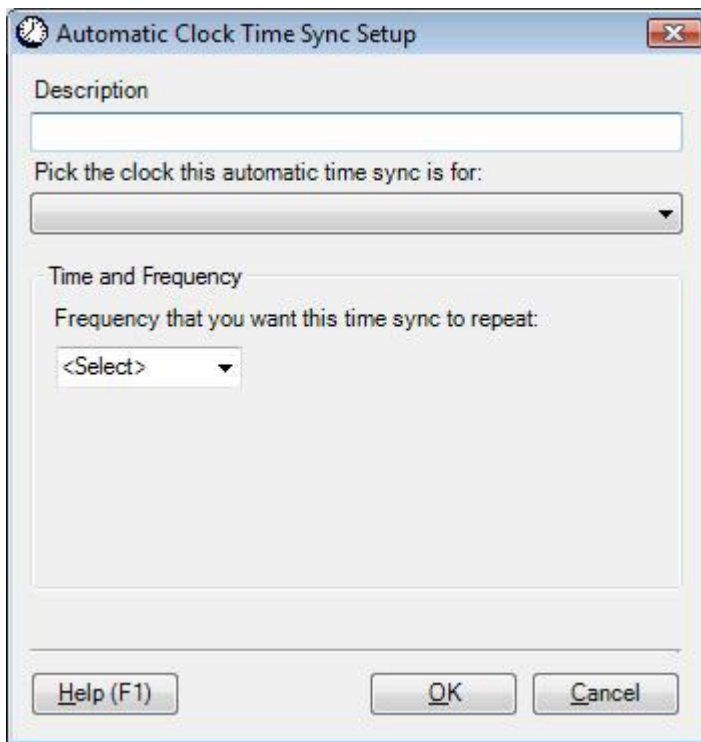 Automatic Clock Time Sync Setup
Description
Pick the clock this automatic time sync is for:
Time and Frequency
Frequency that you want this time sync to repeat:
<Select>
Help (F1)
OK
Cancel